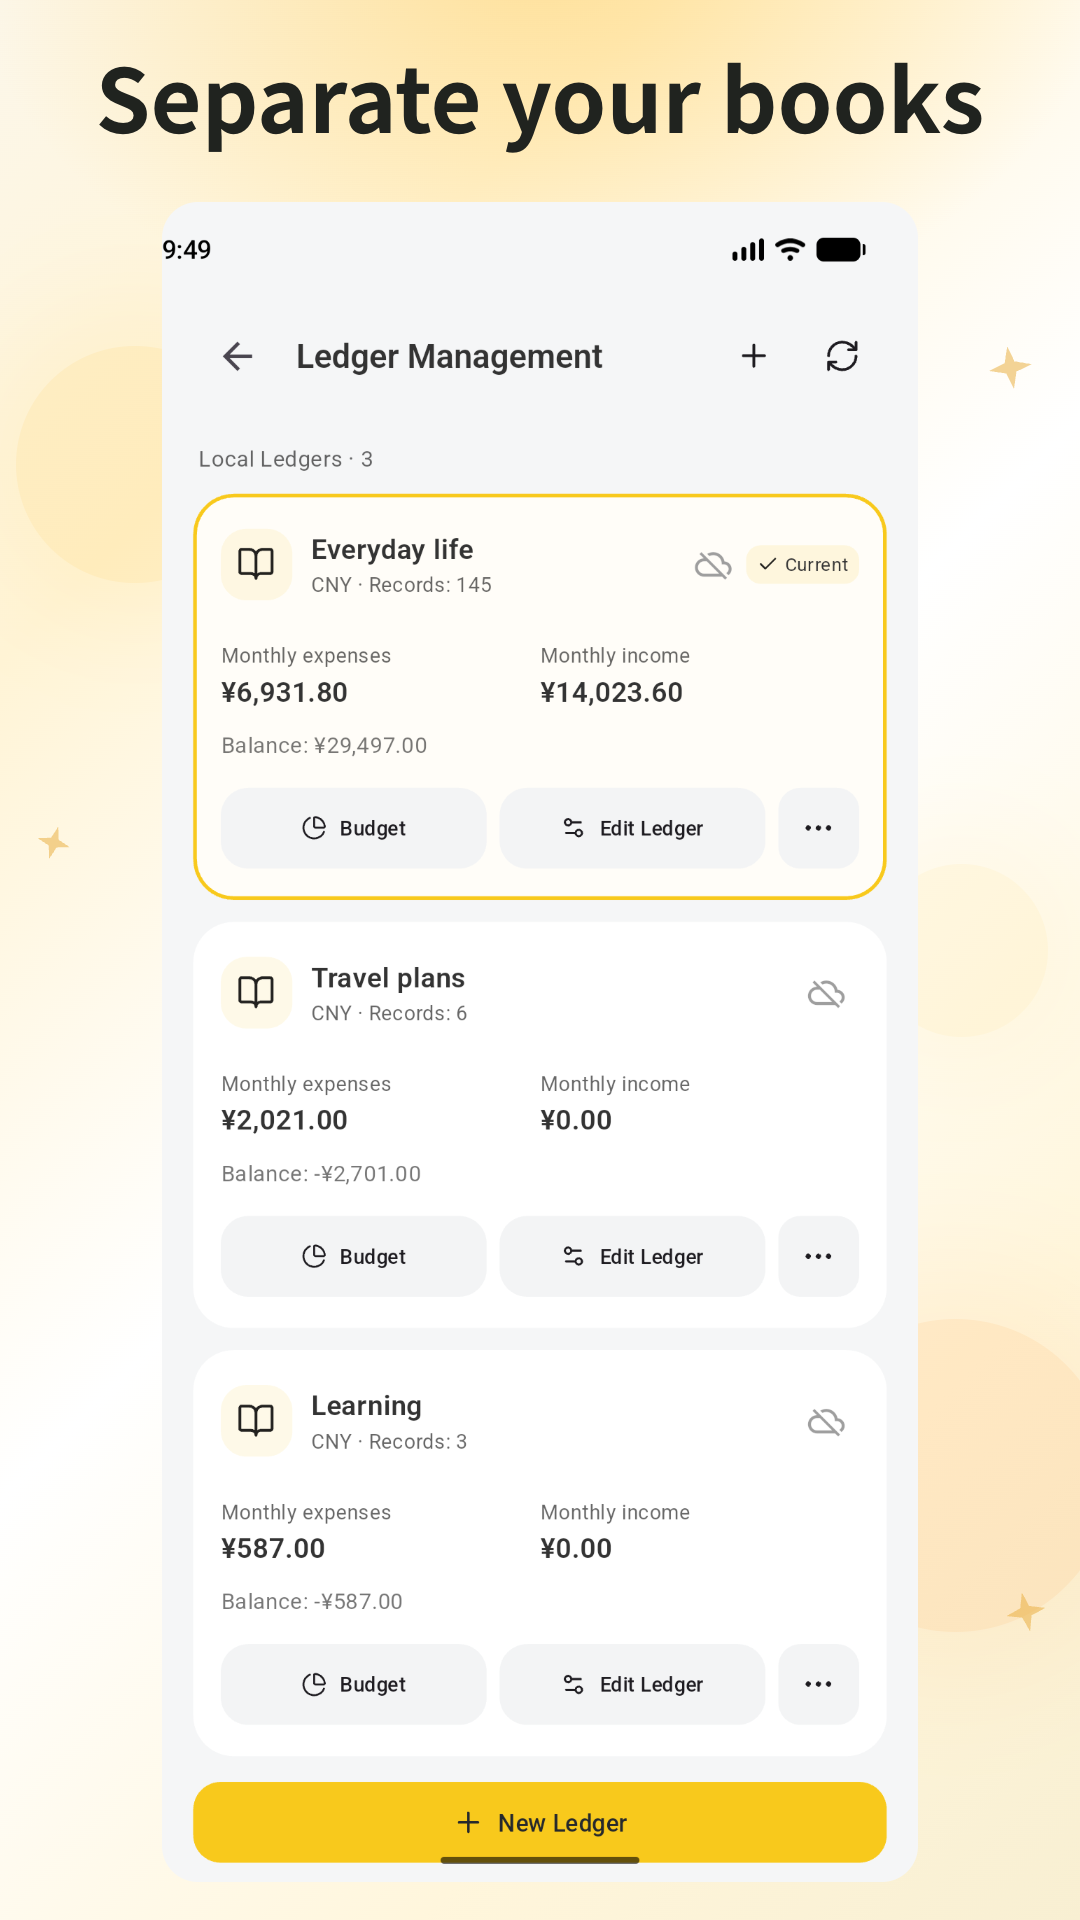 Separate your books
9:49
Ledger Management
Local Ledgers · 3
Everyday life
CNY · Records: 145
Current
Monthly expenses
Monthly income
¥6,931.80
¥14,023.60
Balance: ¥29,497.00
Budget
Edit Ledger
Travel plans
CNY · Records: 6
Monthly expenses
Monthly income
¥2,021.00
¥0.00
Balance: -¥2,701.00
Budget
Edit Ledger
Learning
CNY · Records: 3
Monthly expenses
Monthly income
¥587.00
¥0.00
Balance: -¥587.00
Budget
Edit Ledger
New Ledger